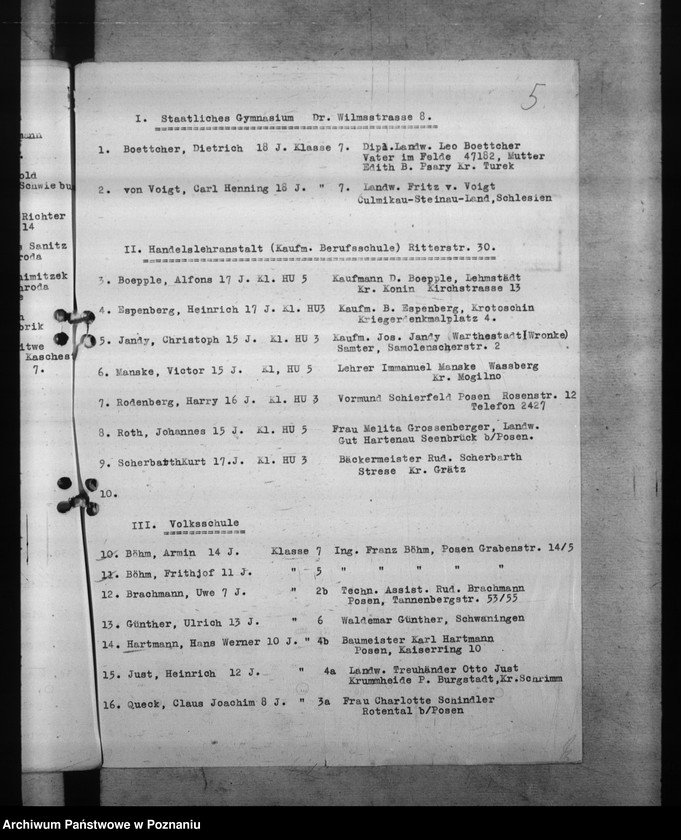 5
I. Staatliches Gymnasium Dr. Wilmsstrasse 8.
1. Boettcher, Dietrich 18 J. Klasse 7. Dipl.Landw. Leo Boettcher
Vater im Felde 47182, Mutter
Edith B. Psary Kr. Turek
2. von Voigt, Carl Henning 18 J. " 7. Landw. Fritz v. Voigt
Culmikau-Steinau-Land,Schlesien
II. Handelslehranstalt (Kaufm. Berufsschule) Ritterstr. 30.
3. Boepple, Alfons 17 J. Kl. HU 5 Kaufmann D. Boepple, Lehmstädt
Kr. Konin Kirchstrasse 13
4. Espenberg, Heinrich 17 J. Kl. HU3 Kaufm. B. Espenberg, Krotoschin
Kriegerdenkmalplatz 4.
5. Jandy, Christoph 15 J. Kl. HU 3 Kaufm. Jos. Jandy (Warthestadt(Wronke)
Samter, Samolenscherstr. 2
6. Manske, Victor 15 J. Kl, HU 5 Lehrer Immanuel Manske Wassberg
Kr. Mogilno
7. Rodenberg, Harry 16 J. Kl. HU 3 Vormund Schierfeld Posen Rosenstr. 12
Telefon 2427
8. Roth, Johannes 15 J. Kl. HU 5 Frau Melita Grossenberger, Landw.
Gut Hartenau Seenbrück b/Posen.
9. ScherbarthKurt 17.J. Kl. HU 3 Bäckermeister Rud. Scherbarth
Strese Kr. Grätz
10.
III. Volksschule
10. Böhm, Armin 14 J. Klasse 7 Ing. Franz Böhm, Posen Grabenstr. 14/5
11. Böhm, Frithjof 11 J. " 5 " " " "
12. Brachmann, Uwe 7 J. " 2b Techn. Assist. Rud. Brachmann
Posen, Tannenbergstr. 53/55
13. Günther, Ulrich 13 J. " 6 Waldemar Günther, Schwaningen
14. Hartmann, Hans Werner 10 J. " 4b Baumeister Karl Hartmann
Posen, Kaiserring 10
15. Just, Heinrich 12 J. " 4a Landw. Treuhänder Otto Just
Krummheide P. Burgstadt,Kr.Schrimm
16. Queck, Claus Joachim 8 J. " 3a Frau Charlotte Schindler
Rotental b/Posen
Richter
14
Sanitz
roda
imitzek
roda
brik
itwe
Kaschest
7.
Archiwum Państwowe w Poznaniu